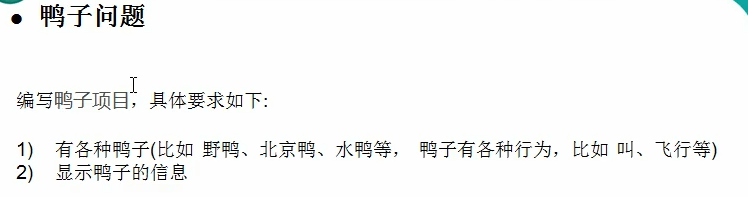 ● 鸭子问题
编写鸭子项目，具体要求如下:
1) 有各种鸭子(比如 野鸭、北京鸭、水鸭等， 鸭子有各种行为，比如 叫、飞行等)
2) 显示鸭子的信息